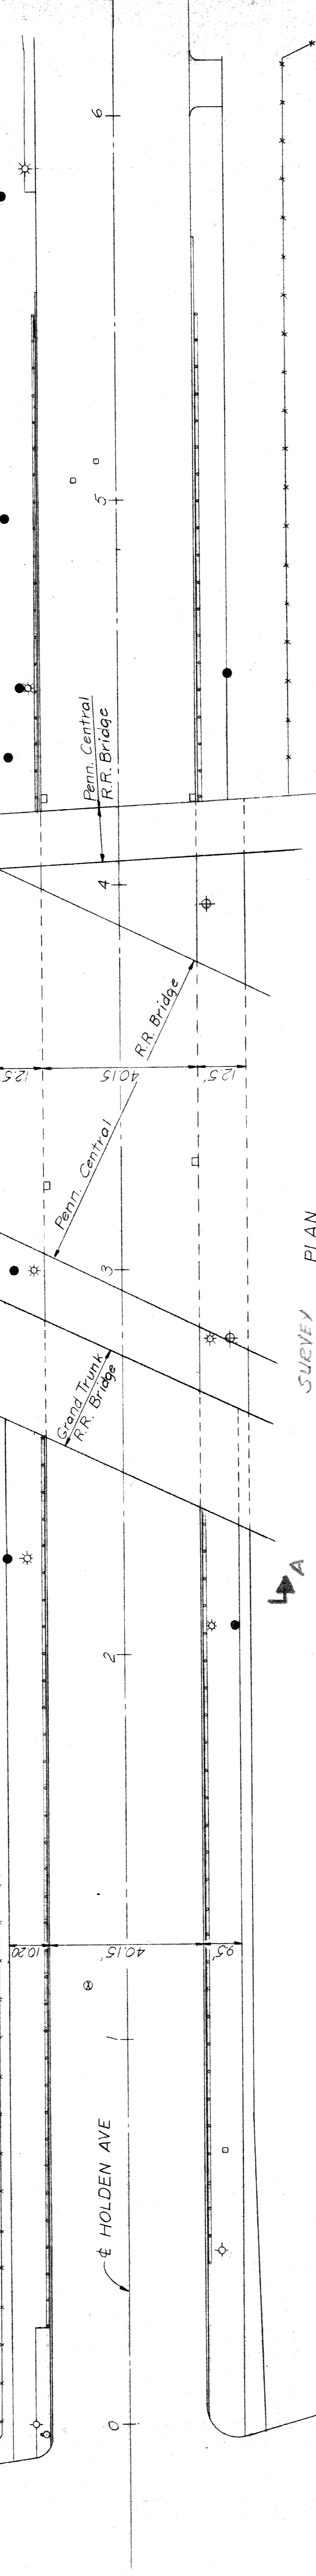 6
5
Penn. Central
R.R. Bridge
4
R.R. Bridge
12.5
40.15
12.5'
Penn. Central
3
Grand Trunk
R.R. Bridge
SURVEY PLAN
A
2
10.20
40.15'
9.5'
1
℄ HOLDEN AVE
0